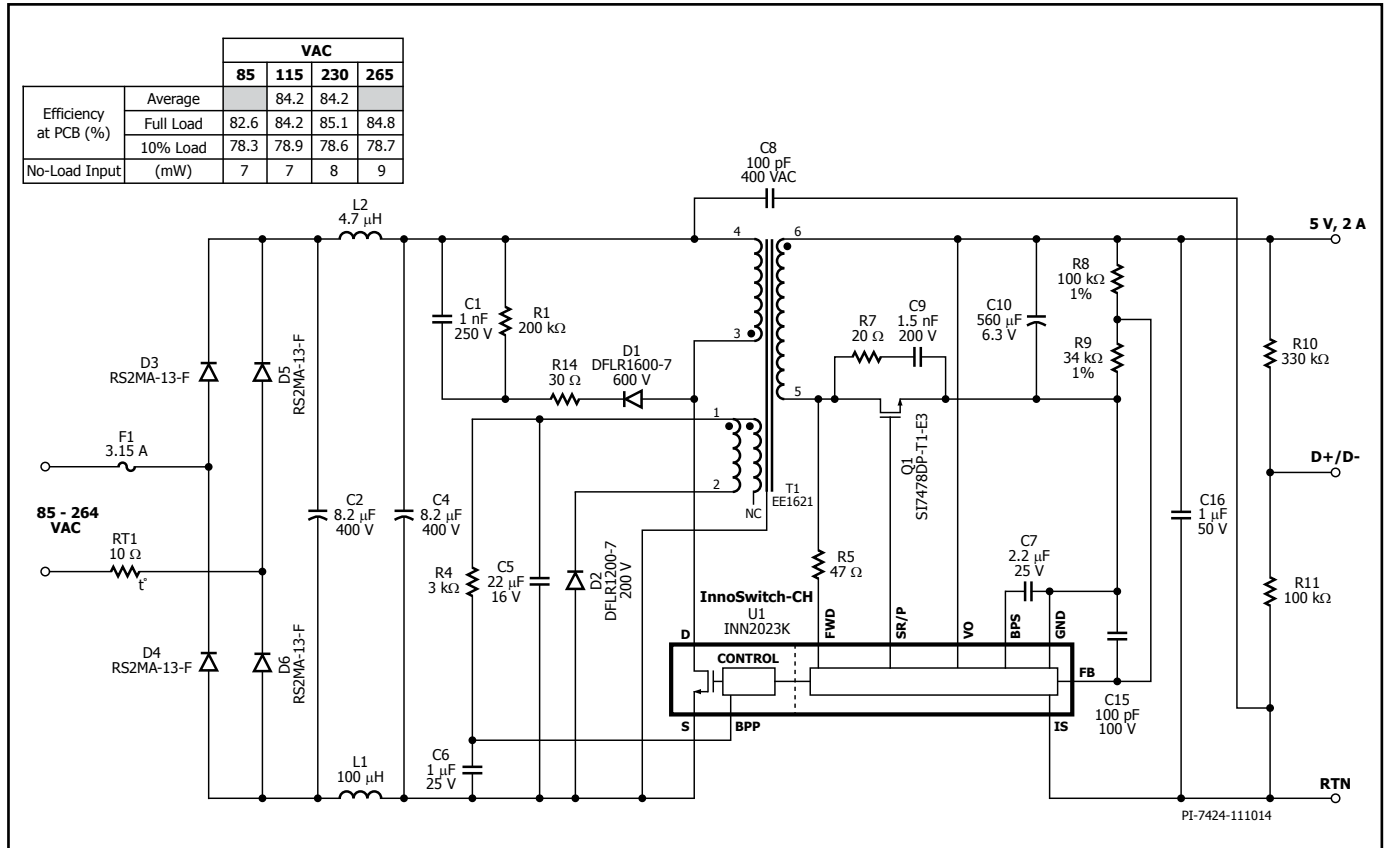 VAC
85 115 230 265
Efficiency
at PCB (%)
Average 84.2 84.2
Full Load 82.6 84.2 85.1 84.8
10% Load 78.3 78.9 78.6 78.7
No-Load Input (mW) 7 7 8 9
C8
100 pF
400 VAC
L2
4.7 μH
4
6
5 V, 2 A
C1
1 nF
250 V
R1
200 kΩ
R14
30 Ω
D1
DFLR1600-7
600 V
3
R7
20 Ω
C9
1.5 nF
200 V
C10
560 μF
6.3 V
R8
100 kΩ
1%
R9
34 kΩ
1%
R10
330 kΩ
D3
RS2MA-13-F
D5
RS2MA-13-F
5
1
2
NC
T1
EE1621
Q1
SI7478DP-T1-E3
F1
3.15 A
D+/D-
85 - 264
VAC
RT1
10 Ω
t°
C2
8.2 μF
400 V
C4
8.2 μF
400 V
R4
3 kΩ
C5
22 μF
16 V
D2
DFLR1200-7
200 V
R5
47 Ω
C7
2.2 μF
25 V
C16
1 μF
50 V
R11
100 kΩ
InnoSwitch-CH
U1
INN2023K
D4
RS2MA-13-F
D6
RS2MA-13-F
D
CONTROL
FWD
SR/P
VO
BPS
GND
FB
S
BPP
IS
C15
100 pF
100 V
L1
100 μH
C6
1 μF
25 V
RTN
PI-7424-111014